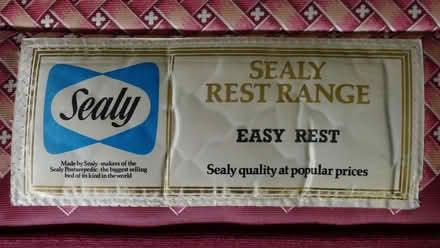 Sealy
Made by Sealy-makers of the
Sealy Posturepedic-the biggest selling
bed of its kind in the world
SEALY
REST RANGE
EASY REST
Sealy quality at popular prices